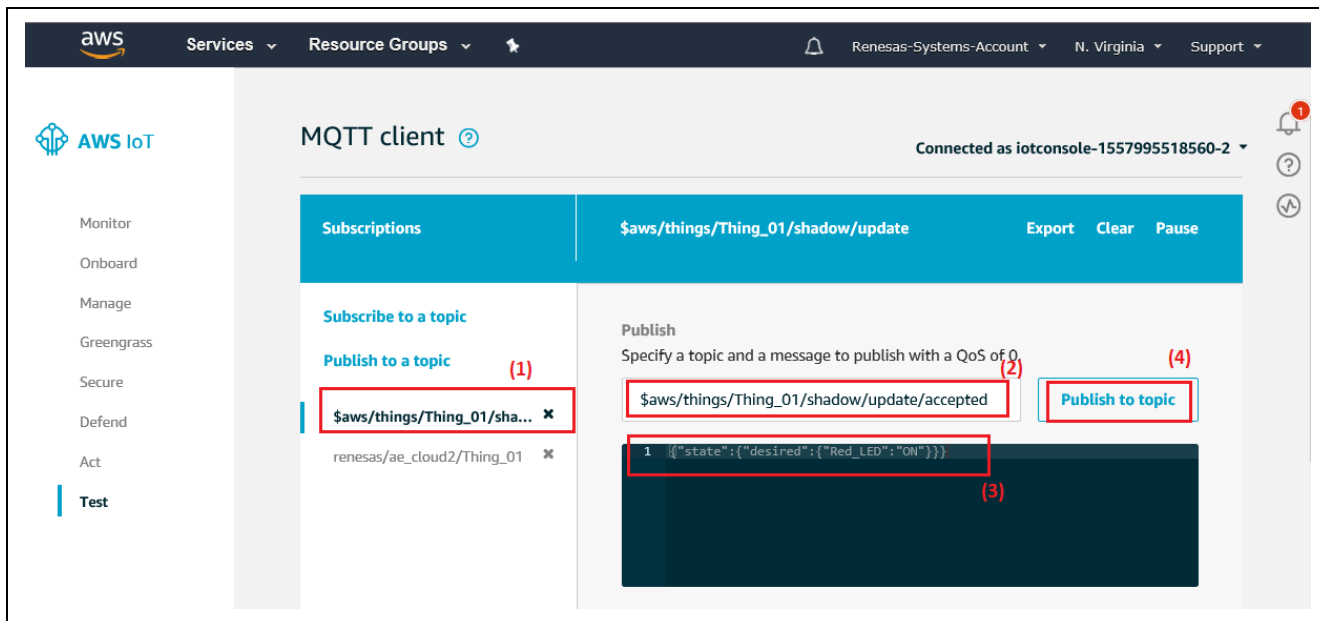 aws
Services
Resource Groups
Renesas-Systems-Account
N. Virginia
Support
AWS IoT
MQTT client ?
Connected as iotconsole-1557995518560-2
1
?
Monitor
Onboard
Manage
Greengrass
Secure
Defend
Act
Test
Subscriptions
$aws/things/Thing_01/shadow/update
Export Clear Pause
Subscribe to a topic
Publish to a topic
(1)
$aws/things/Thing_01/sha... ✖
renesas/ae_cloud2/Thing_01 ✖
Publish
Specify a topic and a message to publish with a QoS of 0.
(2)
(4)
$aws/things/Thing_01/shadow/update/accepted
Publish to topic
1 {"state":{"desired":{"Red_LED":"ON"}}}
(3)